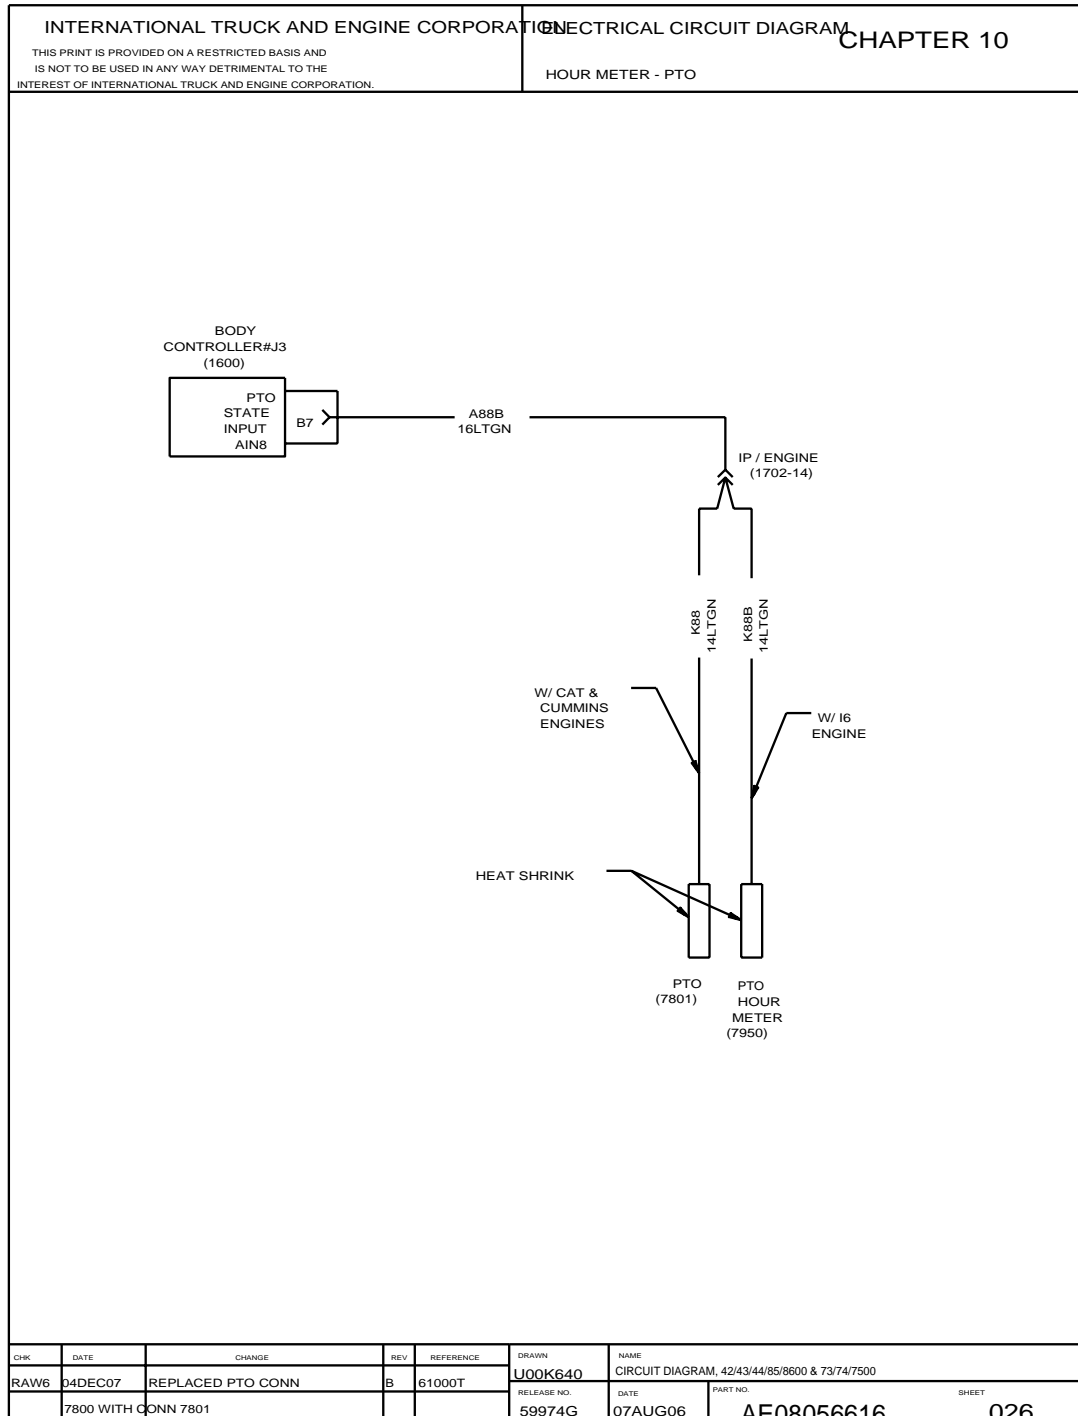 INTERNATIONAL TRUCK AND ENGINE CORPORATION
THIS PRINT IS PROVIDED ON A RESTRICTED BASIS AND
IS NOT TO BE USED IN ANY WAY DETRIMENTAL TO THE
INTEREST OF INTERNATIONAL TRUCK AND ENGINE CORPORATION.
ELECTRICAL CIRCUIT DIAGRAM
CHAPTER 10
HOUR METER - PTO
BODY
CONTROLLER#J3
(1600)
PTO
STATE
INPUT
AIN8
B7
A88B
16LTGN
IP / ENGINE
(1702-14)
K88
14LTGN
K88B
14LTGN
W/ CAT &
CUMMINS
ENGINES
W/ I6
ENGINE
HEAT SHRINK
PTO
(7801)
PTO
HOUR
METER
(7950)
CHK DATE CHANGE REV REFERENCE
RAW6 04DEC07 REPLACED PTO CONN B 61000T
7800 WITH CONN 7801
DRAWN
U00K640
NAME
CIRCUIT DIAGRAM, 42/43/44/85/8600 & 73/74/7500
RELEASE NO.
59974G
DATE
07AUG06
PART NO.
AE08056616
SHEET
026